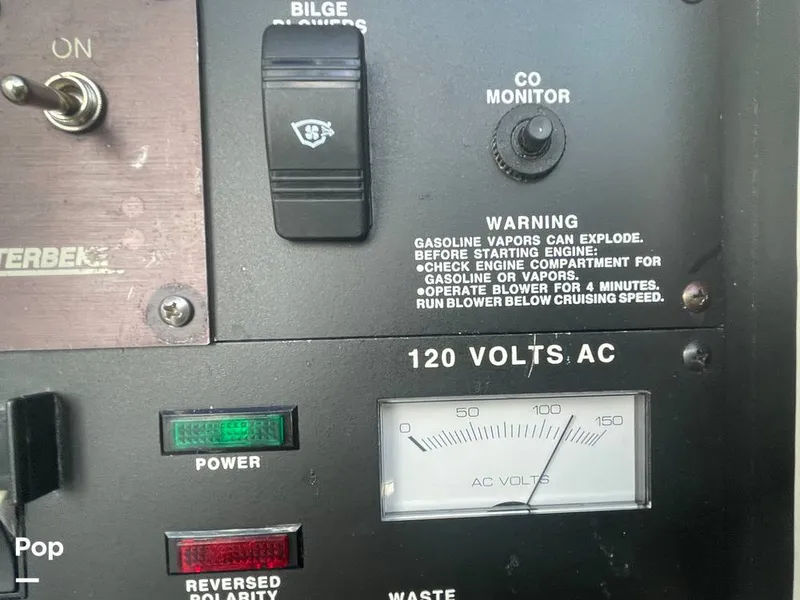 BILGE
BLOWERS
ON
CO
MONITOR
WARNING
GASOLINE VAPORS CAN EXPLODE.
BEFORE STARTING ENGINE:
•CHECK ENGINE COMPARTMENT FOR
GASOLINE OR VAPORS.
•OPERATE BLOWER FOR 4 MINUTES.
RUN BLOWER BELOW CRUISING SPEED.
TERBEKE
120 VOLTS AC
0 50 100 150
AC VOLTS
POWER
Pop
REVERSED
POLARITY
WASTE